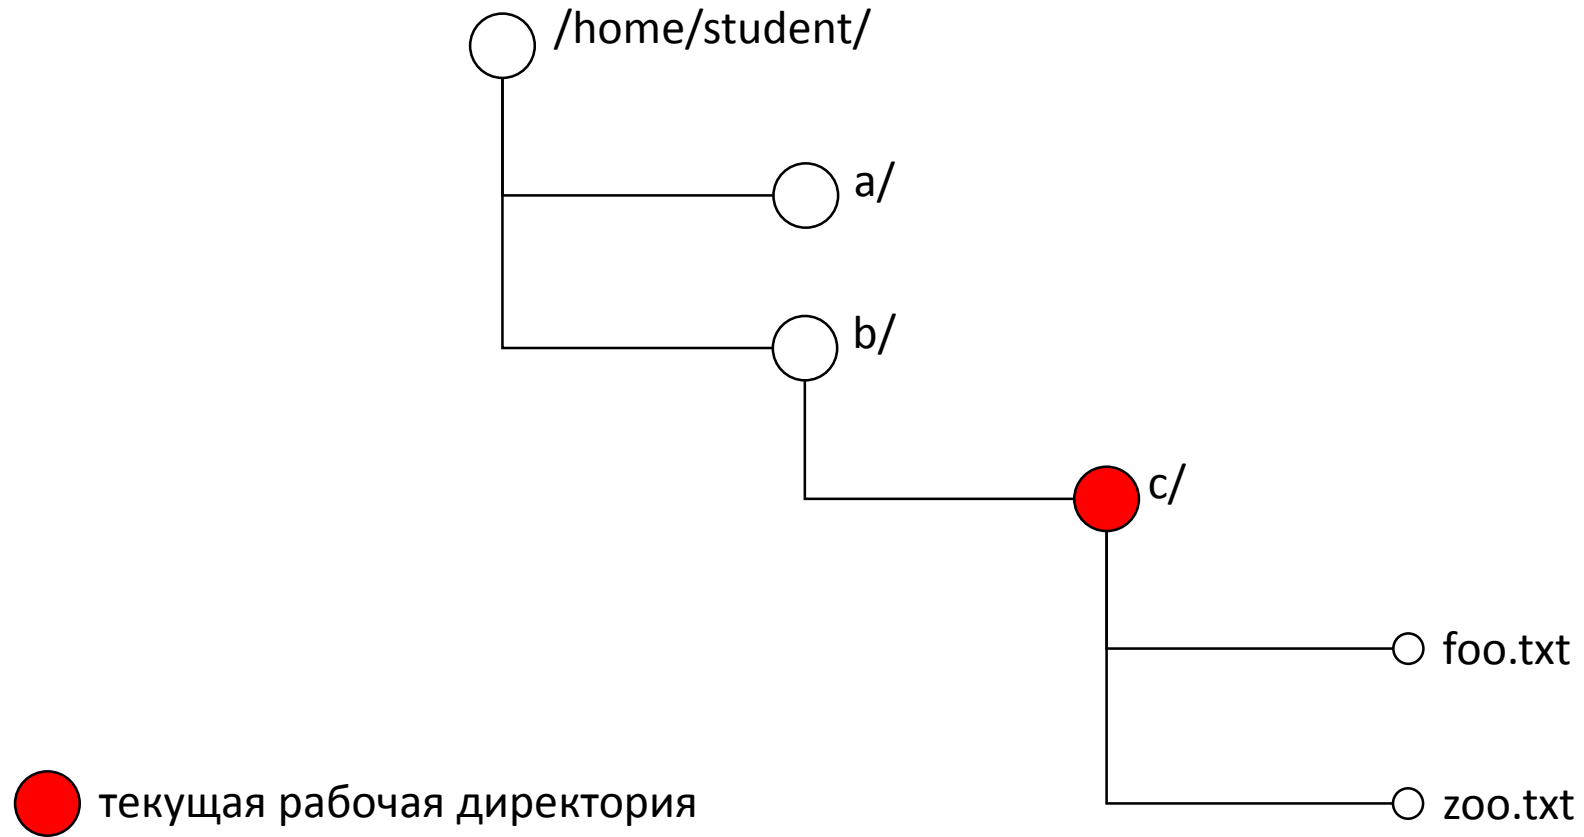 /home/student/
a/
b/
c/
foo.txt
zoo.txt
текущая рабочая директория